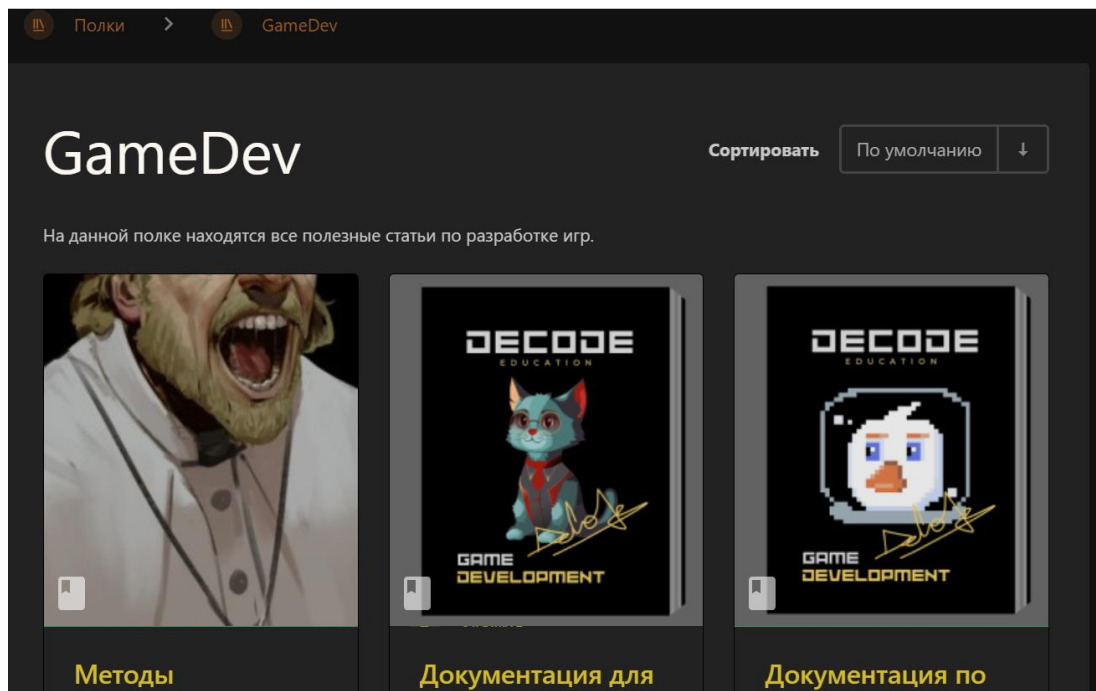 Полки > GameDev
GameDev
Сортировать По умолчанию
На данной полке находятся все полезные статьи по разработке игр.
DECODE
EDUCATION
GAME
DEVELOPMENT
DECODE
EDUCATION
GAME
DEVELOPMENT
Методы
Документация для
Документация по